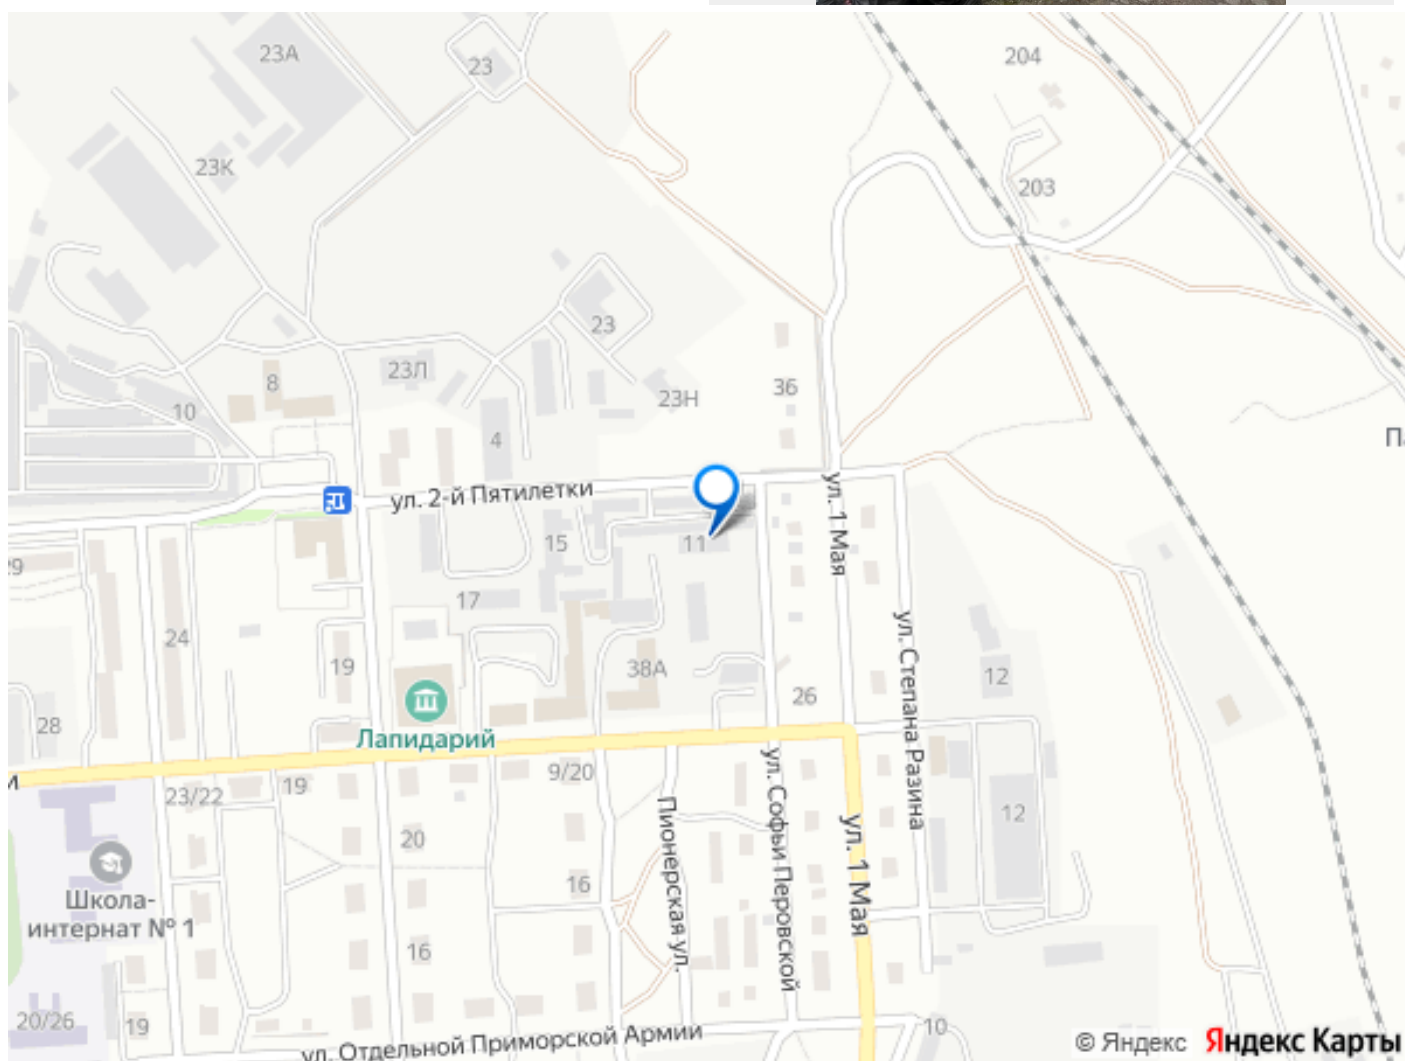 23А
23
204
23К
203
23
23Л
8
23Н
36
10
4
ул. 2-й Пятилетки
ул. 1 Мая
15
11
29
17
24
19
38А
26
12
ул. Степана Разина
28
Лапидарий
9/20
19
23/22
ул. Софьи Перовской
Пионерская ул.
12
ул. 1 Мая
20
Школа-
интернат № 1
16
16
20/26
19
10
ул. Отдельной Приморской Армии
© Яндекс Яндекс Карты